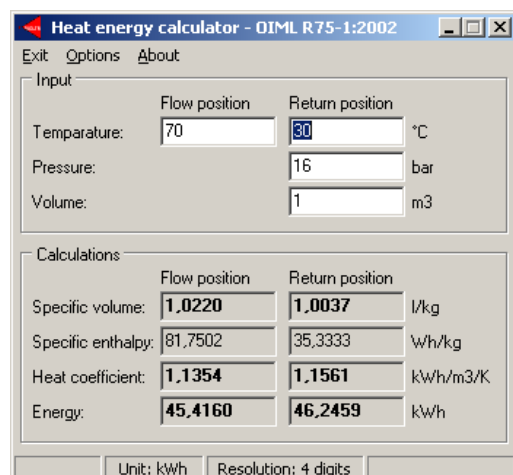 Heat energy calculator - OIML R75-1:2002
Exit Options About
Input
Flow position Return position
Temparature: 70 30 °C
Pressure: 16 bar
Volume: 1 m3
Calculations
Flow position Return position
Specific volume: 1,0220 1,0037 l/kg
Specific enthalpy: 81,7502 35,3333 Wh/kg
Heat coefficient: 1,1354 1,1561 kWh/m3/K
Energy: 45,4160 46,2459 kWh
Unit: kWh Resolution: 4 digits